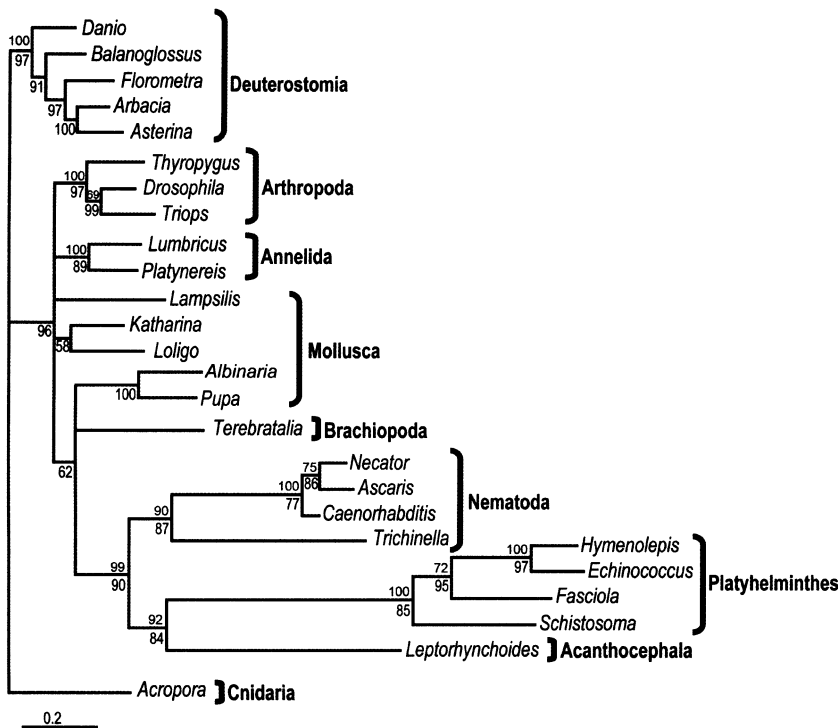 Danio
100
97
Balanoglossus
91
Florometra
97
Deuterostomia
Arbacia
100
Asterina
Thyropygus
100
97
Drosophila
69
99
Arthropoda
Triops
Lumbricus
100
89
Annelida
Platynereis
Lampsilis
96
Katharina
58
Loligo
Mollusca
Albinaria
100
Pupa
Terebratalia
Brachiopoda
62
Necator
75
86
Ascaris
100
77
Nematoda
Caenorhabditis
90
87
Trichinella
Hymenolepis
100
97
Echinococcus
72
95
Platyhelminthes
99
90
Fasciola
100
85
Schistosoma
92
84
Leptorhynchoides
Acanthocephala
Acropora
Cnidaria
0.2